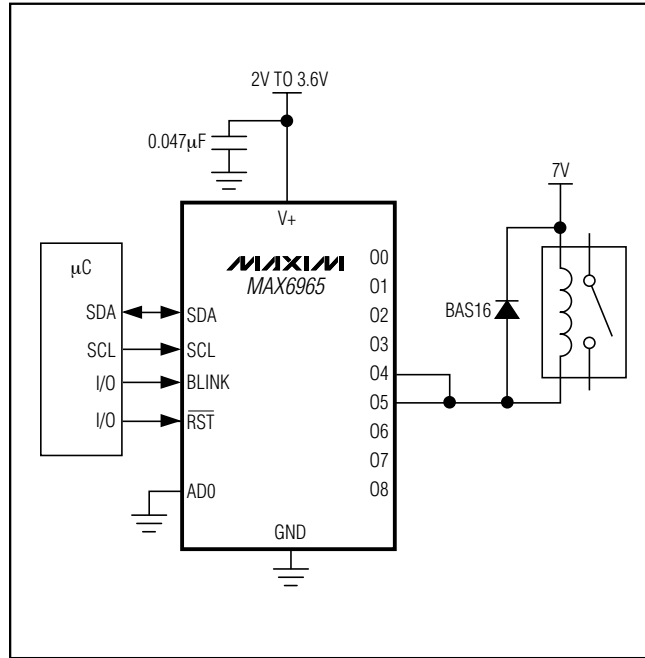 2V TO 3.6V
0.047µF
7V
V+
µC
MAXIM
MAX6965
O0
O1
O2
O3
O4
O5
O6
O7
O8
BAS16
SDA
SDA
SCL
SCL
I/O
BLINK
I/O
RST
AD0
GND